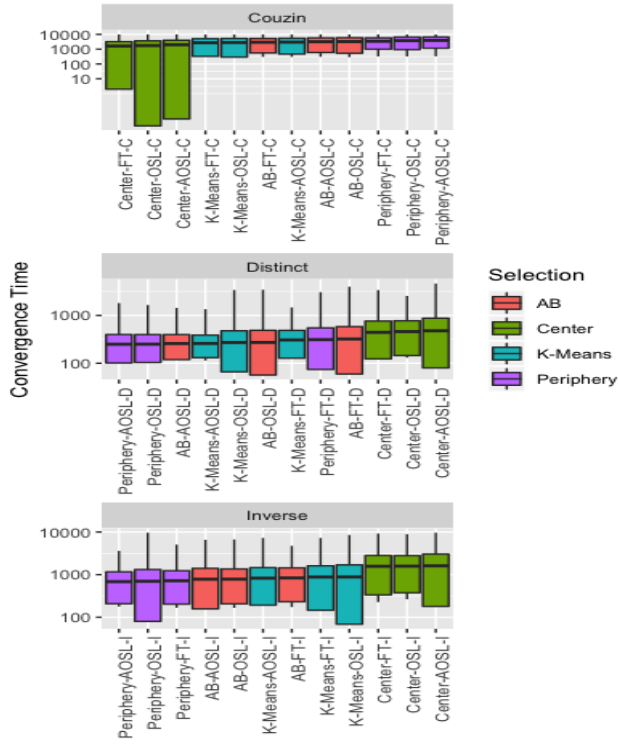 Couzin
10000
1000
100
10
Center-FT-C
Center-OSL-C
Center-AOSL-C
K-Means-FT-C
K-Means-OSL-C
AB-FT-C
K-Means-AOSL-C
AB-AOSL-C
AB-OSL-C
Periphery-FT-C
Periphery-OSL-C
Periphery-AOSL-C
Convergence Time
Distinct
1000
100
Periphery-AOSL-D
Periphery-OSL-D
AB-AOSL-D
K-Means-AOSL-D
K-Means-OSL-D
AB-OSL-D
K-Means-FT-D
Periphery-FT-D
AB-FT-D
Center-FT-D
Center-OSL-D
Center-AOSL-D
Selection
AB
Center
K-Means
Periphery
Inverse
10000
1000
100
Periphery-AOSL-I
Periphery-OSL-I
Periphery-FT-I
AB-AOSL-I
AB-OSL-I
K-Means-AOSL-I
AB-FT-I
K-Means-FT-I
K-Means-OSL-I
Center-FT-I
Center-OSL-I
Center-AOSL-I